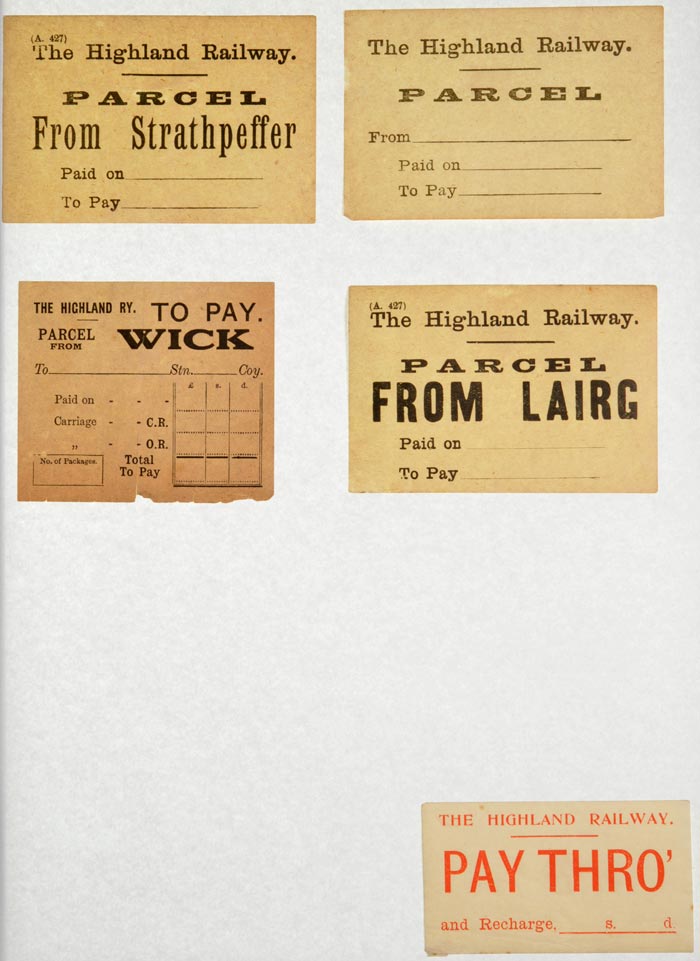 (A. 427)
The Highland Railway.
PARCEL
From Strathpeffer
Paid on
To Pay
The Highland Railway.
PARCEL
From
Paid on
To Pay
THE HIGHLAND RY. TO PAY.
PARCEL FROM WICK
To Stn. Coy.
£ s. d.
Paid on - - -
Carriage - - C.R.
„ - - O.R.
No. of Packages.
Total
To Pay
(A. 427)
The Highland Railway.
PARCEL
FROM LAIRG
Paid on
To Pay
THE HIGHLAND RAILWAY.
PAY THRO'
and Recharge, s. d.